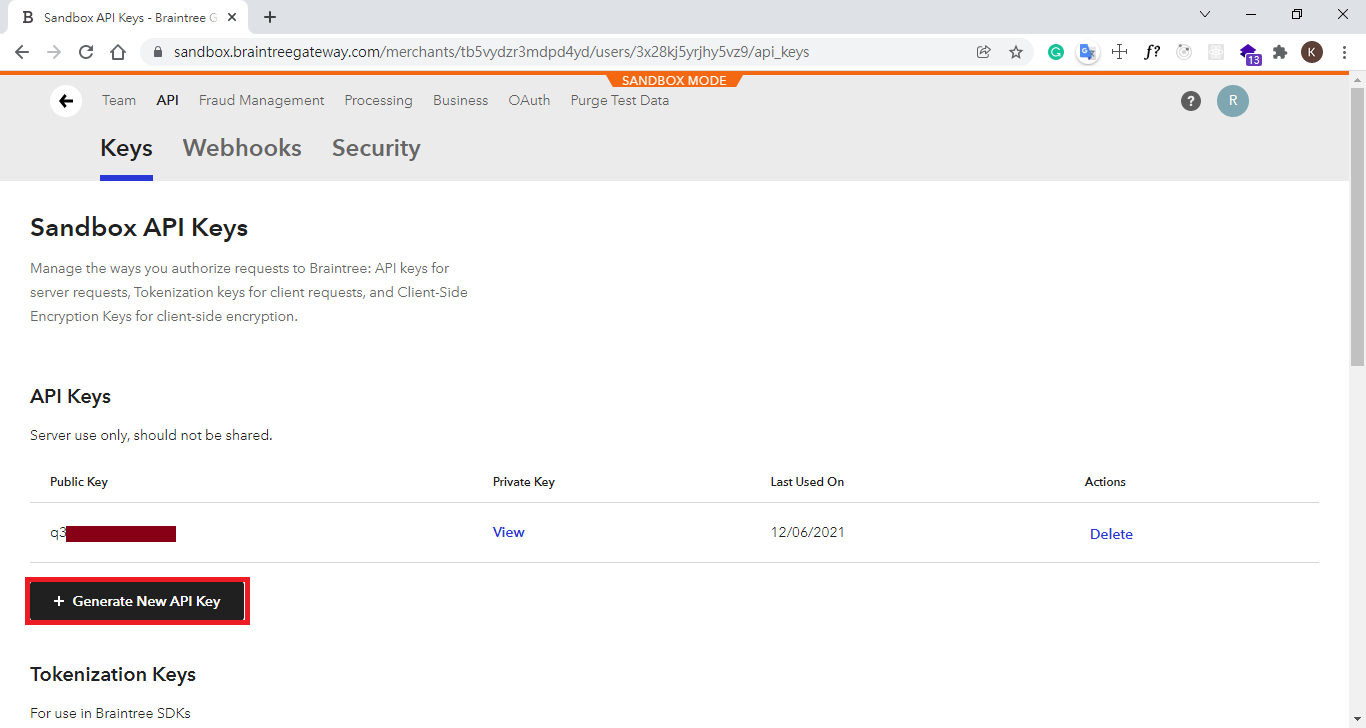 Sandbox API Keys - Braintree G
sandbox.braintreegateway.com/merchants/tb5vydzr3mdpd4yd/users/3x28kj5yrjhy5vz9/api_keys
f?
13
K
SANDBOX MODE
Team API Fraud Management Processing Business OAuth Purge Test Data
? R
Keys Webhooks Security
Sandbox API Keys
Manage the ways you authorize requests to Braintree: API keys for
server requests, Tokenization keys for client requests, and Client-Side
Encryption Keys for client-side encryption.
API Keys
Server use only, should not be shared.
Public Key Private Key Last Used On Actions
q3 View 12/06/2021 Delete
+ Generate New API Key
Tokenization Keys
For use in Braintree SDKs